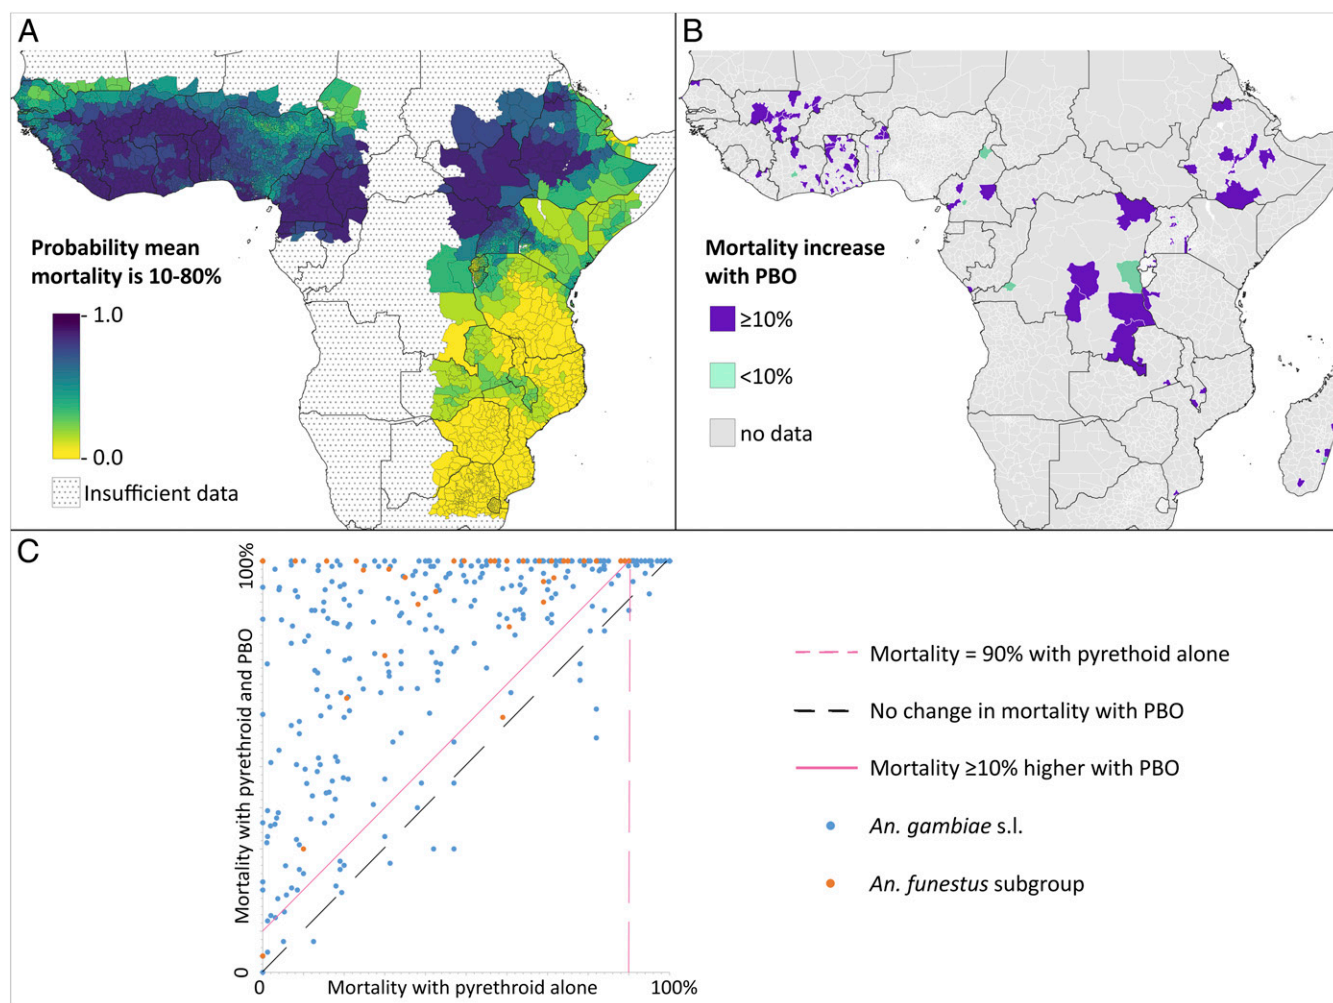 A
Probability mean
mortality is 10-80%
1.0
0.0
Insufficient data
B
Mortality increase
with PBO
≥10%
<10%
no data
C
100%
Mortality with pyrethroid and PBO
0
0
Mortality with pyrethroid alone
100%
Mortality = 90% with pyrethoid alone
No change in mortality with PBO
Mortality ≥10% higher with PBO
An. gambiae s.l.
An. funestus subgroup